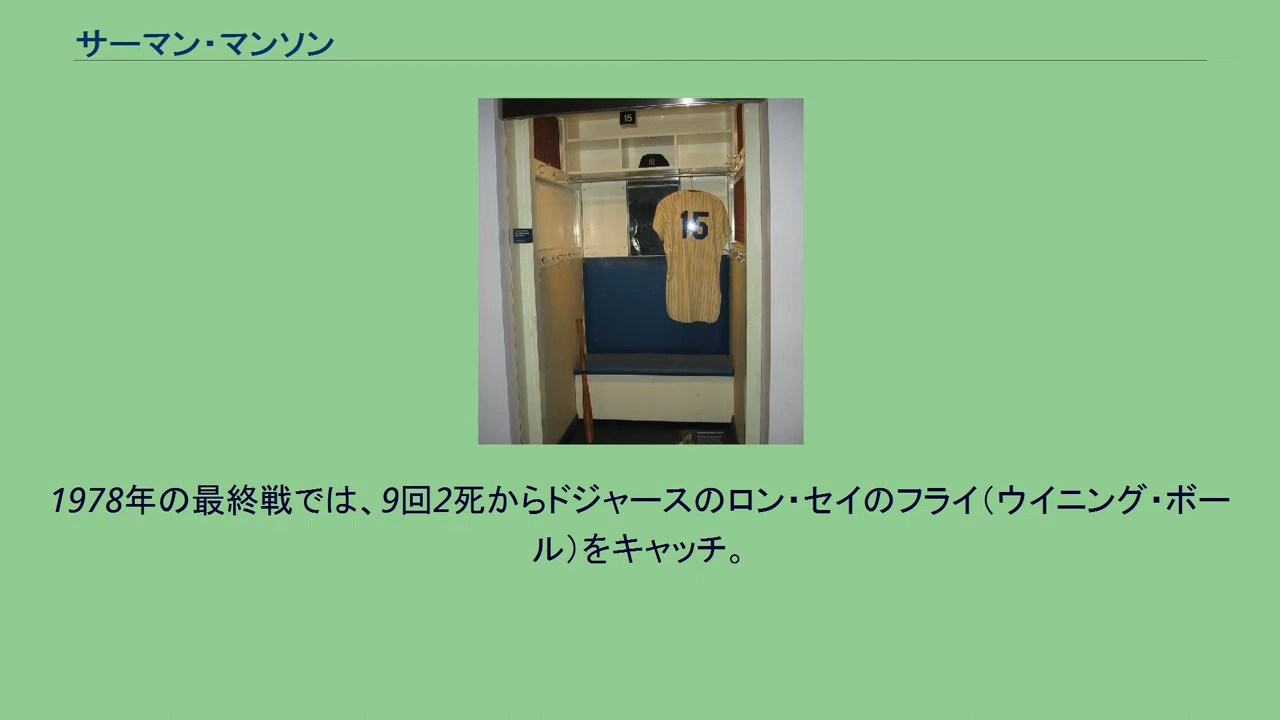 サーマン・マンソン
15
15
1978年の最終戦では、9回2死からドジャースのロン・セイのフライ（ウイニング・ボー
ル）をキャッチ。